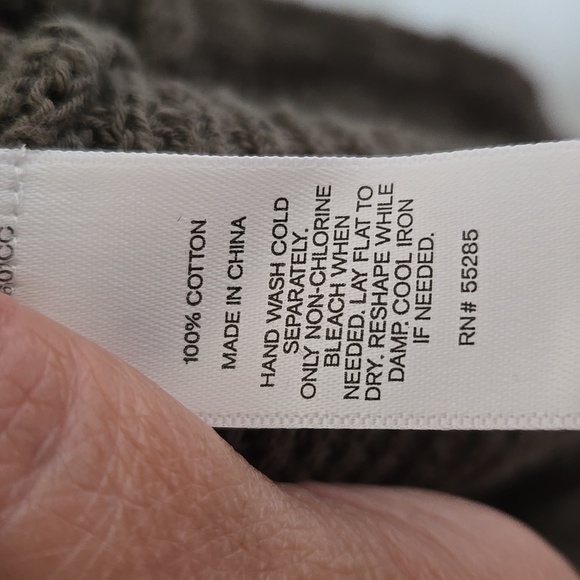 100% COTTON
MADE IN CHINA
HAND WASH COLD
SEPARATELY.
ONLY NON-CHLORINE
BLEACH WHEN
NEEDED. LAY FLAT TO
DRY. RESHAPE WHILE
DAMP. COOL IRON
IF NEEDED.
RN# 55285